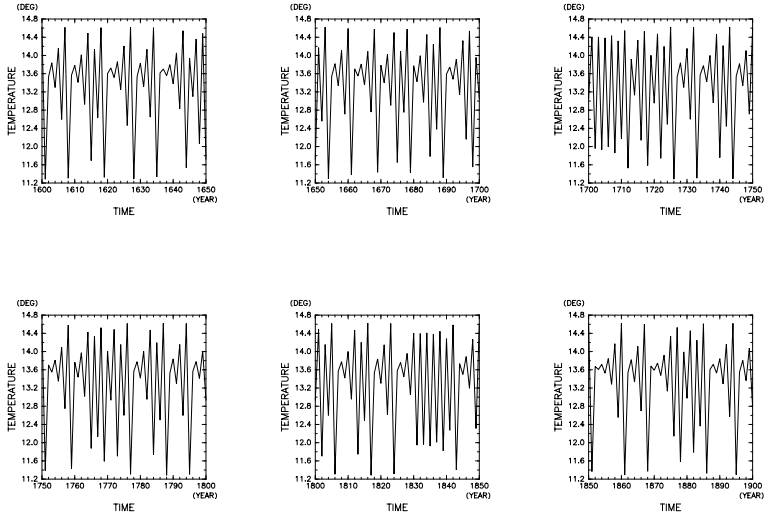 (DEG) (DEG) (DEG)
14.8 14.8 14.8
14.4 14.4 14.4
14.0 14.0 14.0
13.6 13.6 13.6
13.2 13.2 13.2
12.8 12.8 12.8
12.4 12.4 12.4
12.0 12.0 12.0
11.6 11.6 11.6
11.2 11.2 11.2
TEMPERATURE TEMPERATURE TEMPERATURE
1600 1610 1620 1630 1640 1650 1650 1660 1670 1680 1690 1700 1700 1710 1720 1730 1740 1750
(YEAR) (YEAR) (YEAR)
TIME TIME TIME
(DEG) (DEG) (DEG)
14.8 14.8 14.8
14.4 14.4 14.4
14.0 14.0 14.0
13.6 13.6 13.6
13.2 13.2 13.2
12.8 12.8 12.8
12.4 12.4 12.4
12.0 12.0 12.0
11.6 11.6 11.6
11.2 11.2 11.2
TEMPERATURE TEMPERATURE TEMPERATURE
1750 1760 1770 1780 1790 1800 1800 1810 1820 1830 1840 1850 1850 1860 1870 1880 1890 1900
(YEAR) (YEAR) (YEAR)
TIME TIME TIME